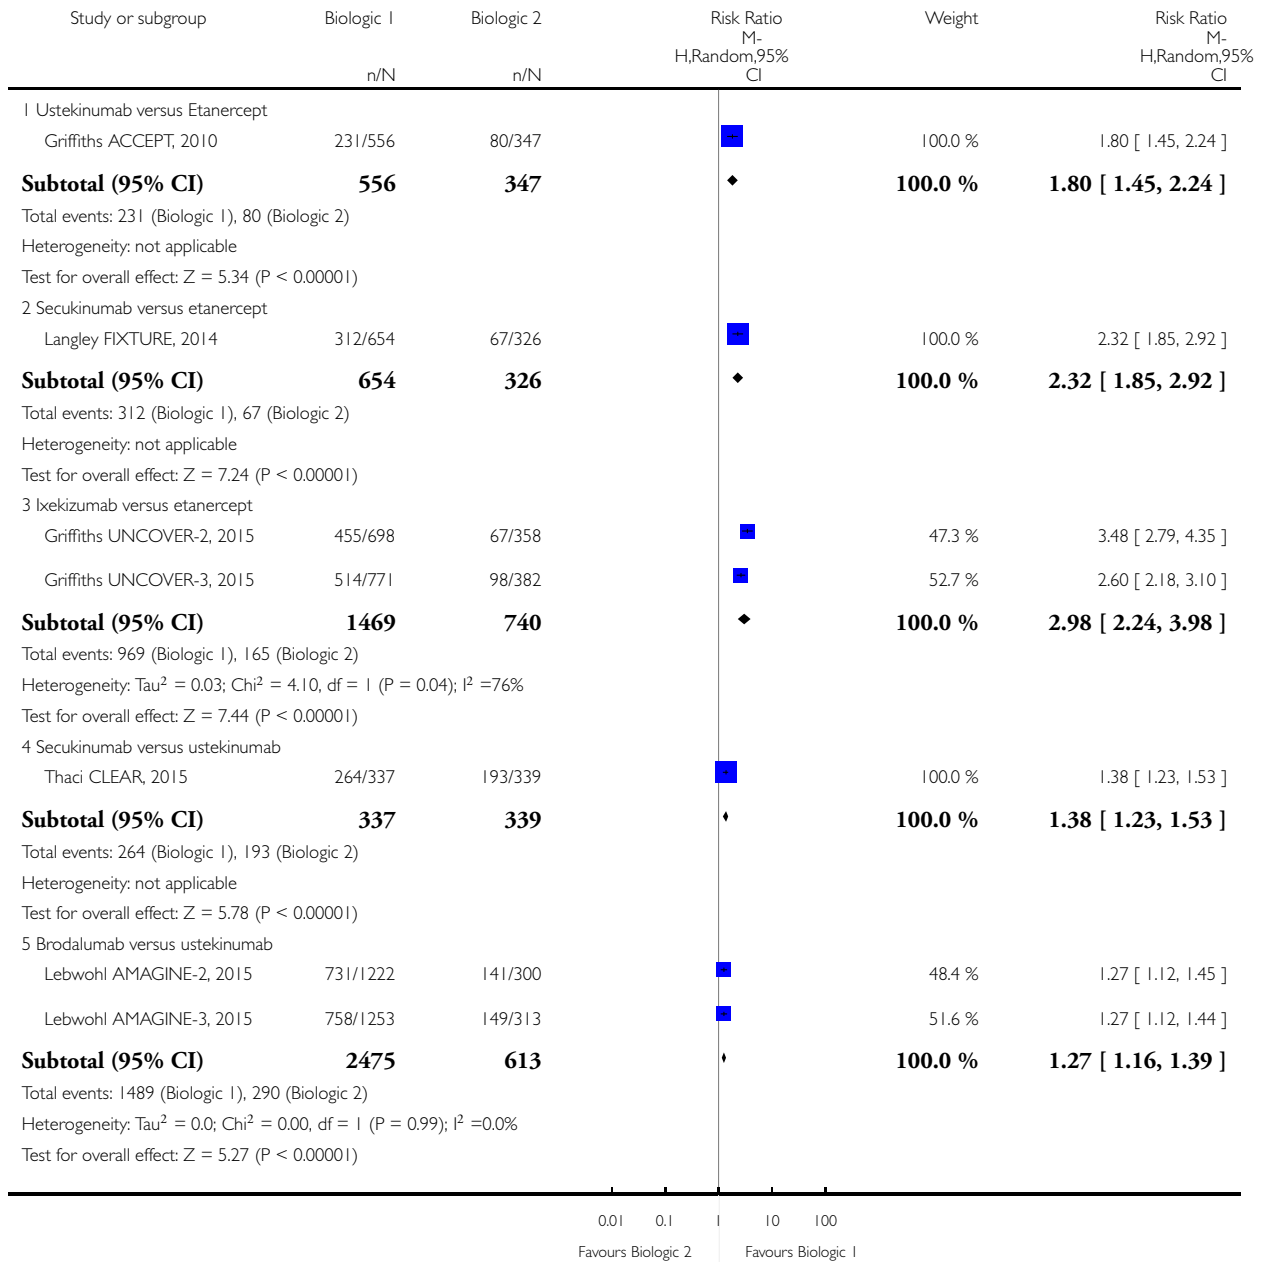 Study or subgroup Biologic 1 Biologic 2 Risk Ratio Weight Risk Ratio
M- M-
H,Random,95% H,Random,95%
n/N n/N CI CI
1 Ustekinumab versus Etanercept
Griffiths ACCEPT, 2010 231/556 80/347 100.0 % 1.80 [ 1.45, 2.24 ]
Subtotal (95% CI) 556 347 100.0 % 1.80 [ 1.45, 2.24 ]
Total events: 231 (Biologic 1), 80 (Biologic 2)
Heterogeneity: not applicable
Test for overall effect: Z = 5.34 (P < 0.00001)
2 Secukinumab versus etanercept
Langley FIXTURE, 2014 312/654 67/326 100.0 % 2.32 [ 1.85, 2.92 ]
Subtotal (95% CI) 654 326 100.0 % 2.32 [ 1.85, 2.92 ]
Total events: 312 (Biologic 1), 67 (Biologic 2)
Heterogeneity: not applicable
Test for overall effect: Z = 7.24 (P < 0.00001)
3 Ixekizumab versus etanercept
Griffiths UNCOVER-2, 2015 455/698 67/358 47.3 % 3.48 [ 2.79, 4.35 ]
Griffiths UNCOVER-3, 2015 514/771 98/382 52.7 % 2.60 [ 2.18, 3.10 ]
Subtotal (95% CI) 1469 740 100.0 % 2.98 [ 2.24, 3.98 ]
Total events: 969 (Biologic 1), 165 (Biologic 2)
Heterogeneity: Tau² = 0.03; Chi² = 4.10, df = 1 (P = 0.04); I² =76%
Test for overall effect: Z = 7.44 (P < 0.00001)
4 Secukinumab versus ustekinumab
Thaci CLEAR, 2015 264/337 193/339 100.0 % 1.38 [ 1.23, 1.53 ]
Subtotal (95% CI) 337 339 100.0 % 1.38 [ 1.23, 1.53 ]
Total events: 264 (Biologic 1), 193 (Biologic 2)
Heterogeneity: not applicable
Test for overall effect: Z = 5.78 (P < 0.00001)
5 Brodalumab versus ustekinumab
Lebwohl AMAGINE-2, 2015 731/1222 141/300 48.4 % 1.27 [ 1.12, 1.45 ]
Lebwohl AMAGINE-3, 2015 758/1253 149/313 51.6 % 1.27 [ 1.12, 1.44 ]
Subtotal (95% CI) 2475 613 100.0 % 1.27 [ 1.16, 1.39 ]
Total events: 1489 (Biologic 1), 290 (Biologic 2)
Heterogeneity: Tau² = 0.0; Chi² = 0.00, df = 1 (P = 0.99); I² =0.0%
Test for overall effect: Z = 5.27 (P < 0.00001)
0.01 0.1 1 10 100
Favours Biologic 2 Favours Biologic 1